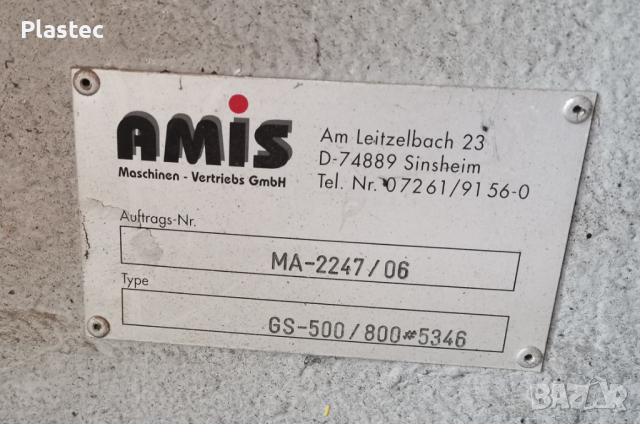 Plastec
AMIS
Maschinen - Vertriebs GmbH
Am Leitzelbach 23
D-74889 Sinsheim
Tel. Nr. 07261/9156-0
Auftrags-Nr.
MA-2247/06
Type
GS-500/800#5346
BAZAR